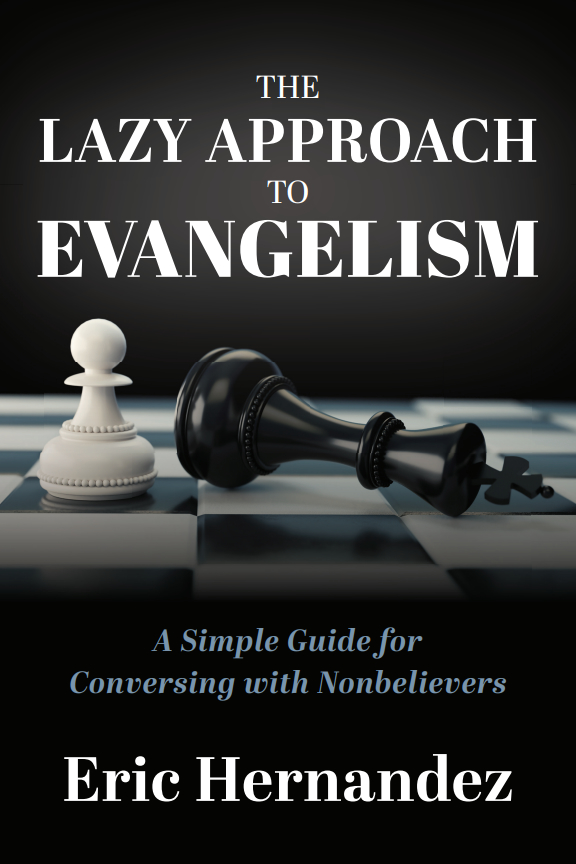 THE
LAZY APPROACH
TO
EVANGELISM
A Simple Guide for
Conversing with Nonbelievers
Eric Hernandez